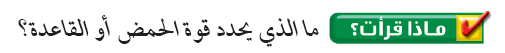 ماذا قرأت؟ ما الذي يحدد قوة الحمض أو القاعدة؟